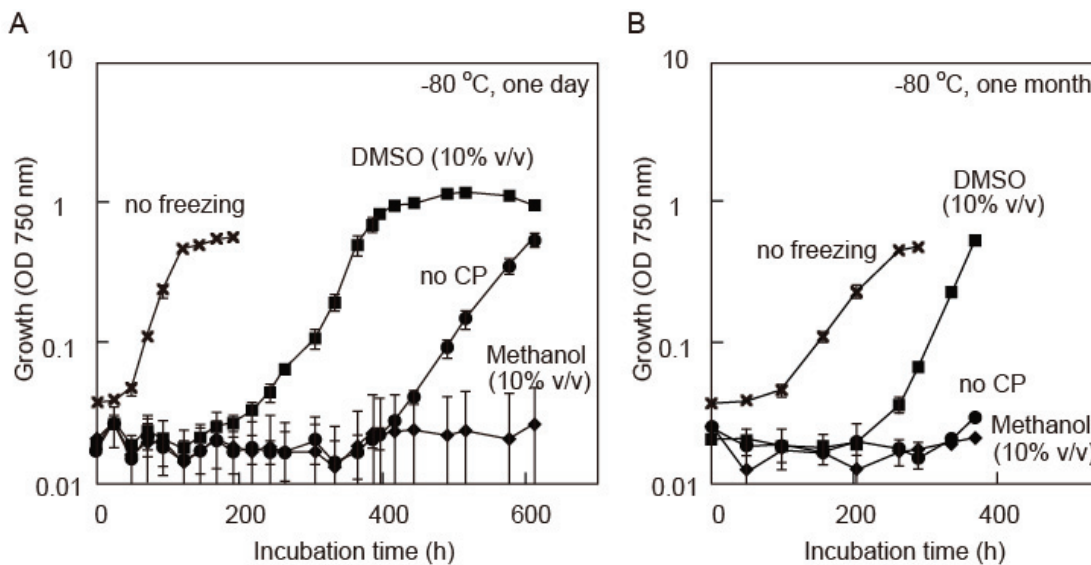 A
Growth (OD 750 nm)
10
1
0.1
0.01
-80 °C, one day
DMSO (10% v/v)
no freezing
no CP
Methanol
(10% v/v)
0
200
400
600
Incubation time (h)
B
Growth (OD 750 nm)
10
1
0.1
0.01
-80 °C, one month
DMSO
(10% v/v)
no freezing
no CP
Methanol
(10% v/v)
0
200
400
Incubation time (h)